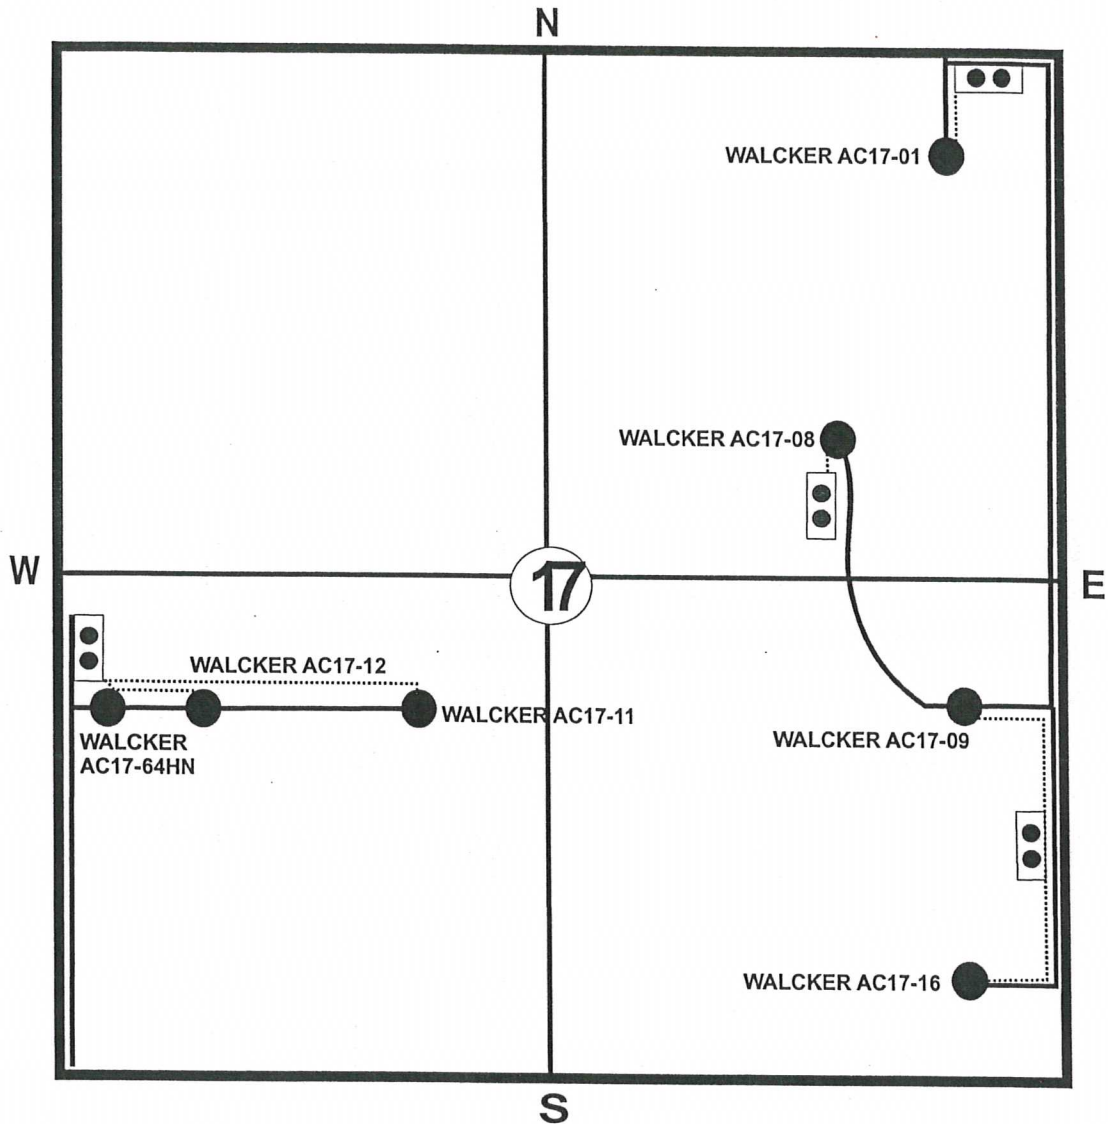 N
WALCKER AC17-01
WALCKER AC17-08
W
17
E
WALCKER AC17-12
WALCKER AC17-11
WALCKER
AC17-64HN
WALCKER AC17-09
WALCKER AC17-16
S